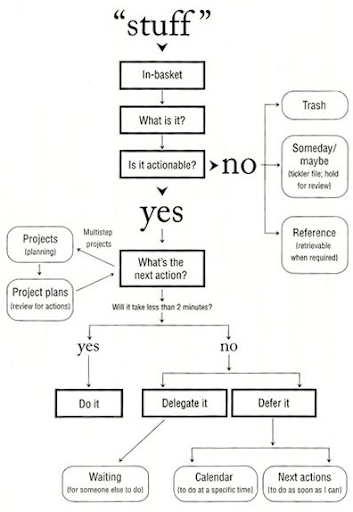 “stuff”
In-basket
What is it?
Is it actionable?
no
Trash
Someday/
maybe
(tickler file; hold
for review)
Reference
(retrievable
when required)
yes
Multistep
projects
Projects
(planning)
Project plans
(review for actions)
What's the
next action?
Will it take less than 2 minutes?
yes
no
Do it
Delegate it
Defer it
Waiting
(for someone else to do)
Calendar
(to do at a specific time)
Next actions
(to do as soon as I can)